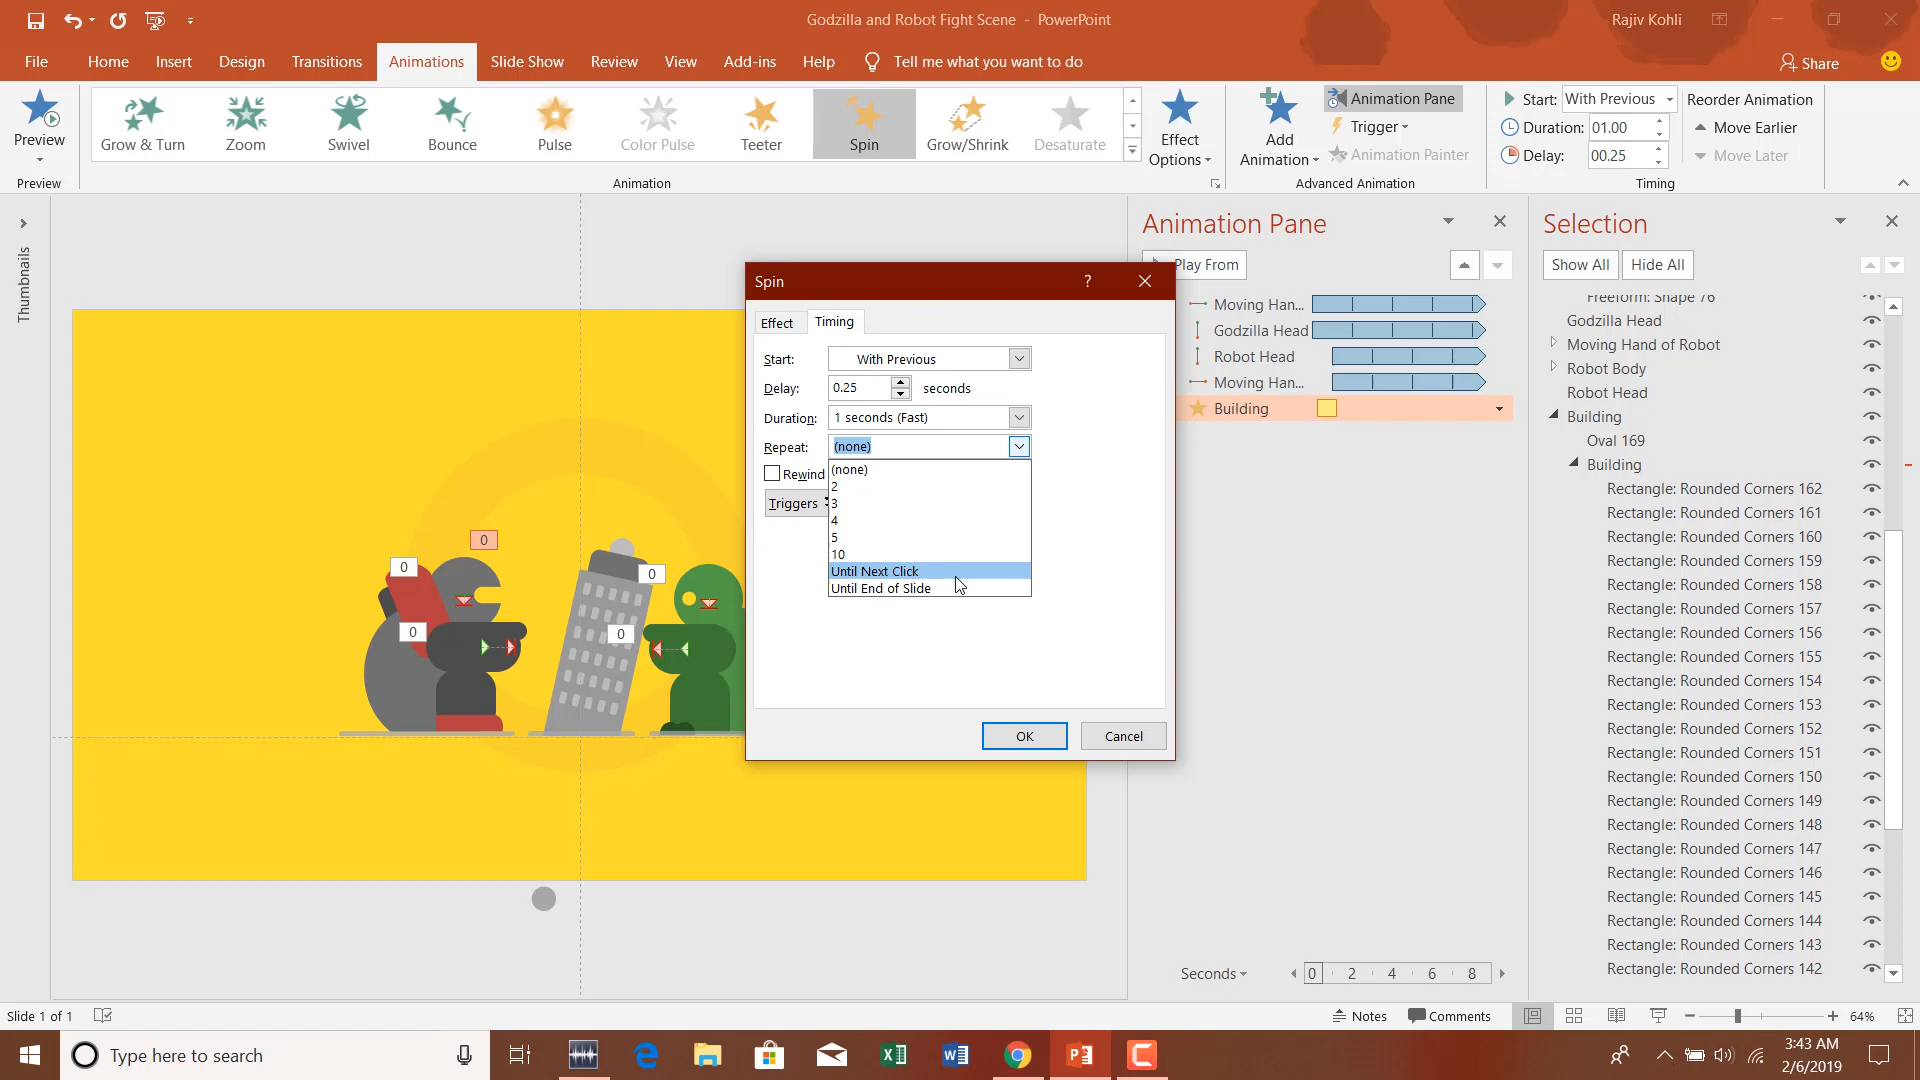 Godzilla and Robot Fight Scene - PowerPoint
Rajiv Kohli
File Home Insert Design Transitions Animations Slide Show Review View Add-ins Help Tell me what you want to do Share
Preview
Grow & Turn Zoom Swivel Bounce Pulse Color Pulse Teeter Spin Grow/Shrink Desaturate
Effect Options
Add Animation
Animation Pane
Trigger
Animation Painter
Start: With Previous
Duration: 01.00
Delay: 00.25
Reorder Animation
Move Earlier
Move Later
Preview Animation Advanced Animation Timing
Thumbnails
0
0
0
0
0
Spin ?
Effect Timing
Start: With Previous
Delay: 0.25 seconds
Duration: 1 seconds (Fast)
Repeat: (none)
Rewind
Triggers
(none)
2
3
4
5
10
Until Next Click
Until End of Slide
OK Cancel
Animation Pane
Play From
Moving Han...
Godzilla Head
Robot Head
Moving Han...
Building
Seconds 0 2 4 6 8
Selection
Show All Hide All
Freeform: Shape 76
Godzilla Head
Moving Hand of Robot
Robot Body
Robot Head
Building
Oval 169
Building
Rectangle: Rounded Corners 162
Rectangle: Rounded Corners 161
Rectangle: Rounded Corners 160
Rectangle: Rounded Corners 159
Rectangle: Rounded Corners 158
Rectangle: Rounded Corners 157
Rectangle: Rounded Corners 156
Rectangle: Rounded Corners 155
Rectangle: Rounded Corners 154
Rectangle: Rounded Corners 153
Rectangle: Rounded Corners 152
Rectangle: Rounded Corners 151
Rectangle: Rounded Corners 150
Rectangle: Rounded Corners 149
Rectangle: Rounded Corners 148
Rectangle: Rounded Corners 147
Rectangle: Rounded Corners 146
Rectangle: Rounded Corners 145
Rectangle: Rounded Corners 144
Rectangle: Rounded Corners 143
Rectangle: Rounded Corners 142
Slide 1 of 1 Notes Comments 64%
Type here to search
3:43 AM
2/6/2019